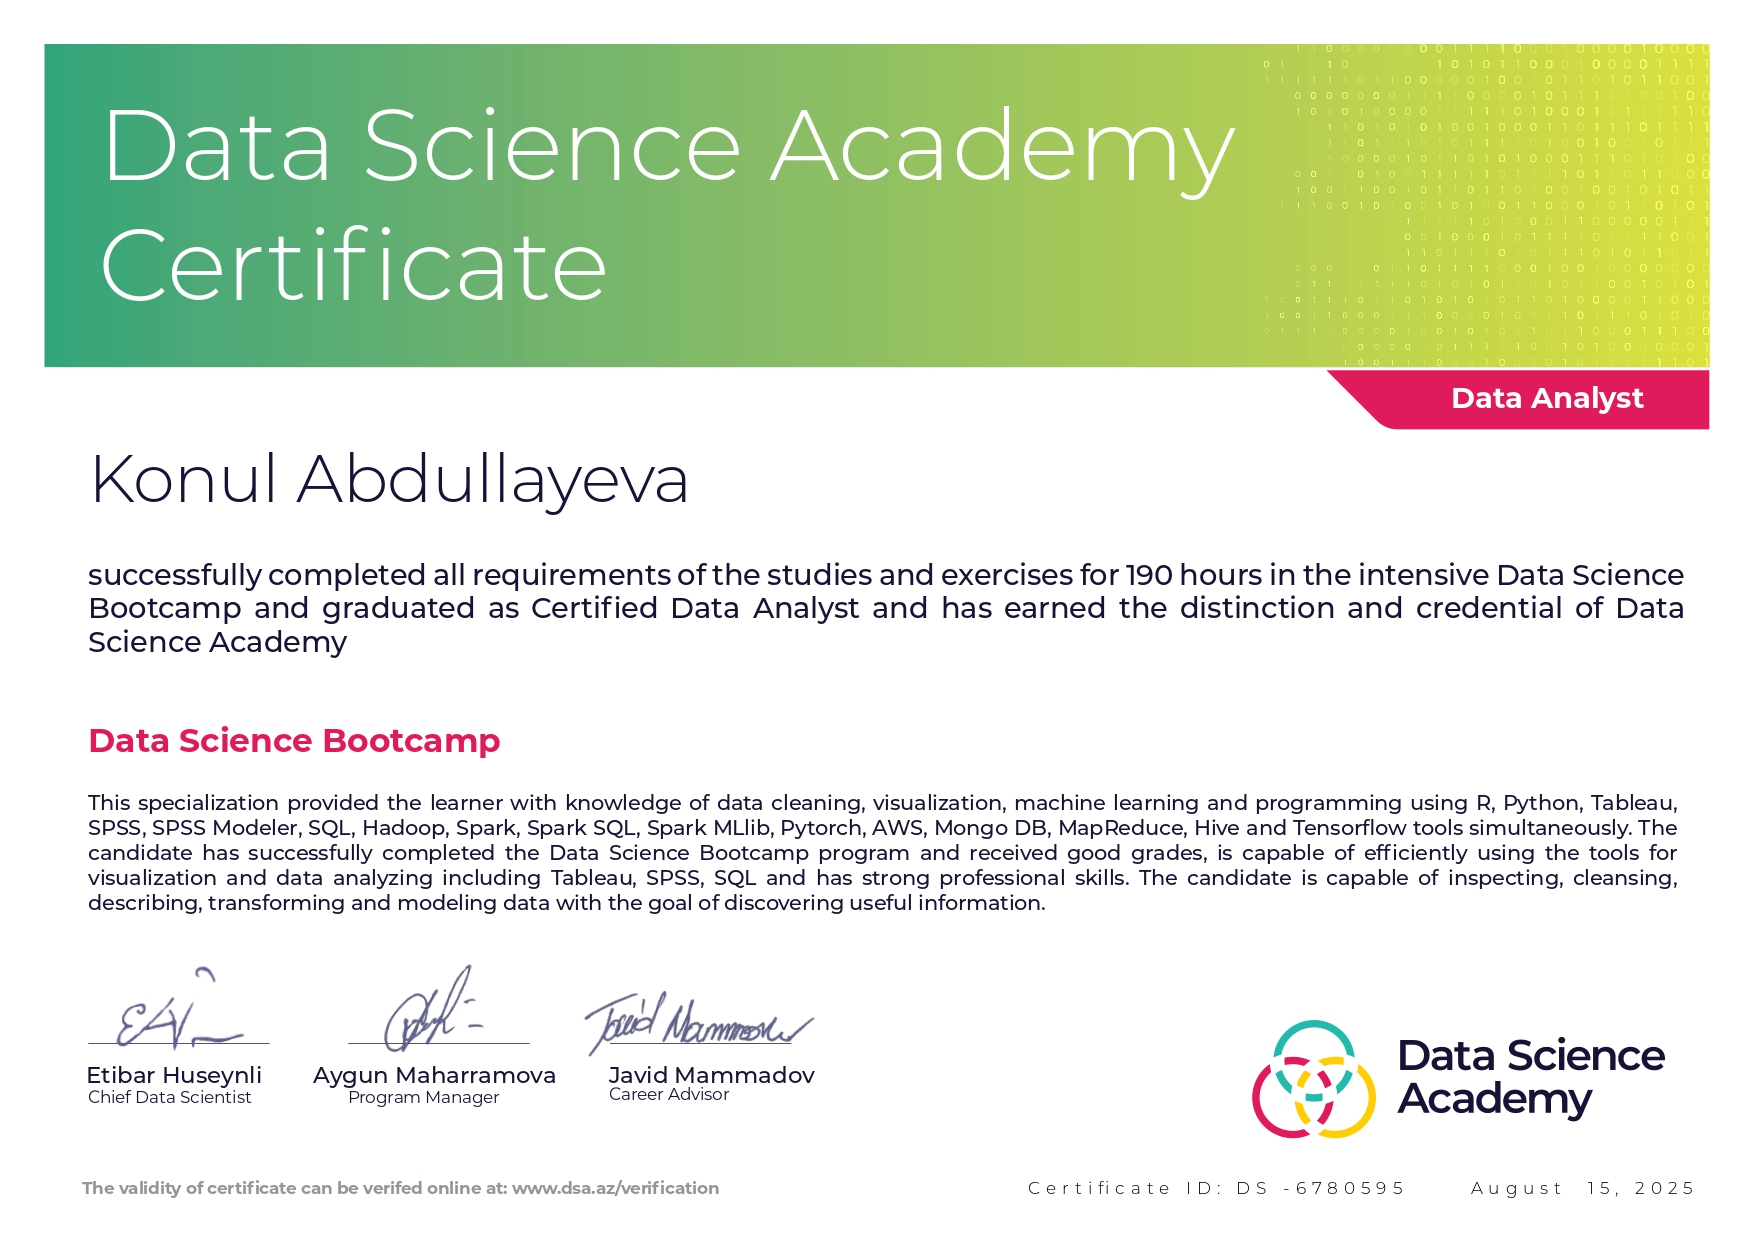 Data Science Academy
Certificate
Data Analyst
Konul Abdullayeva
successfully completed all requirements of the studies and exercises for 190 hours in the intensive Data Science
Bootcamp and graduated as Certified Data Analyst and has earned the distinction and credential of Data
Science Academy
Data Science Bootcamp
This specialization provided the learner with knowledge of data cleaning, visualization, machine learning and programming using R, Python, Tableau,
SPSS, SPSS Modeler, SQL, Hadoop, Spark, Spark SQL, Spark MLlib, Pytorch, AWS, Mongo DB, MapReduce, Hive and Tensorflow tools simultaneously. The
candidate has successfully completed the Data Science Bootcamp program and received good grades, is capable of efficiently using the tools for
visualization and data analyzing including Tableau, SPSS, SQL and has strong professional skills. The candidate is capable of inspecting, cleansing,
describing, transforming and modeling data with the goal of discovering useful information.
Etibar Huseynli
Chief Data Scientist
Aygun Maharramova
Program Manager
Javid Mammadov
Career Advisor
Data Science
Academy
The validity of certificate can be verifed online at: www.dsa.az/verification
Certificate ID: DS -6780595
August 15, 2025